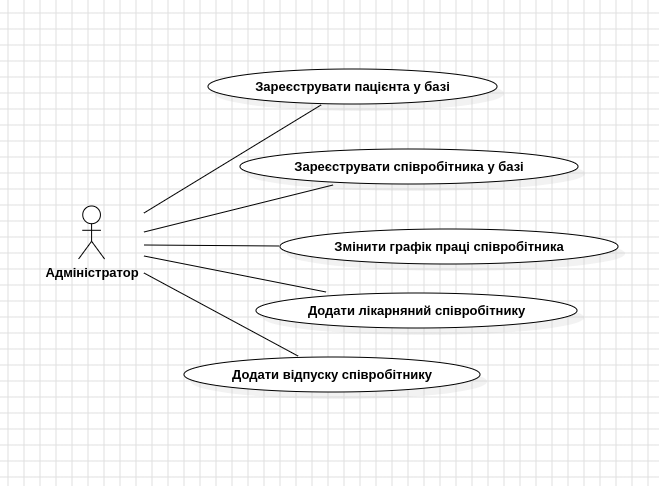 Зареєструвати пацієнта у базі
Зареєструвати співробітника у базі
Змінити графік праці співробітника
Адміністратор
Додати лікарняний співробітнику
Додати відпуску співробітнику